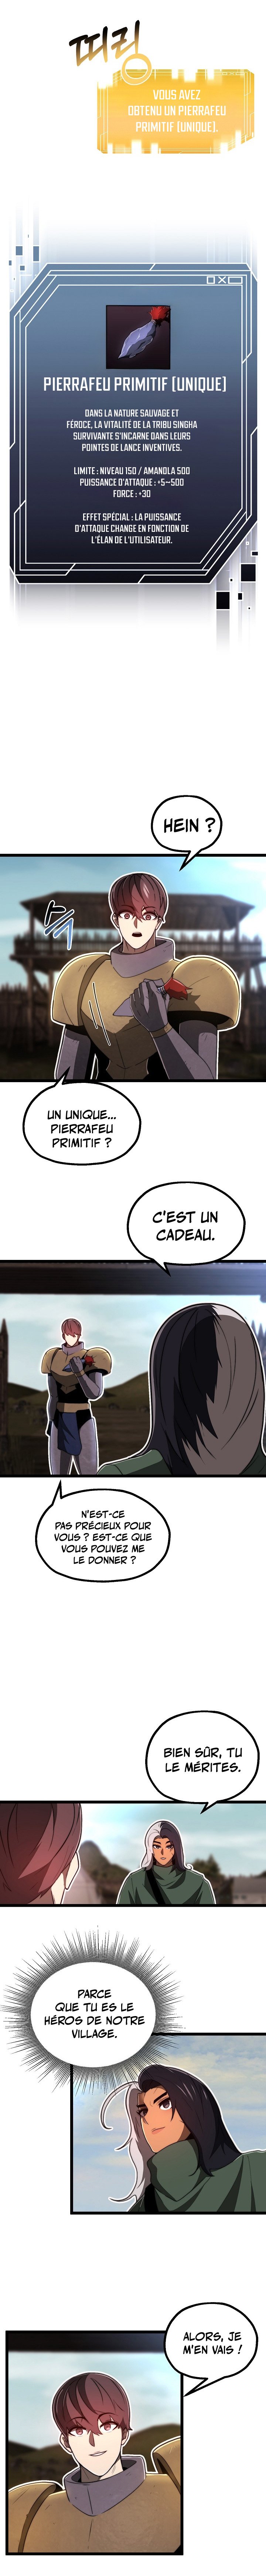 띠링
VOUS AVEZ
OBTENU UN PIERRAFEU
PRIMITIF [UNIQUE].
PIERRAFEU PRIMITIF [UNIQUE]
DANS LA NATURE SAUVAGE ET
FÉROCE, LA VITALITÉ DE LA TRIBU SINGHA
SURVIVANTE S'INCARNE DANS LEURS
POINTES DE LANCE INVENTIVES.
LIMITE : NIVEAU 150 / AMANDLA 500
PUISSANCE D'ATTAQUE : +5~500
FORCE : +30
EFFET SPÉCIAL : LA PUISSANCE
D'ATTAQUE CHANGE EN FONCTION DE
L'ÉLAN DE L'UTILISATEUR.
HEIN ?
UN UNIQUE...
PIERRAFEU
PRIMITIF ?
C'EST UN
CADEAU.
N'EST-CE
PAS PRÉCIEUX POUR
VOUS ? EST-CE QUE
VOUS POUVEZ ME
LE DONNER ?
BIEN SÛR, TU
LE MÉRITES.
PARCE
QUE TU ES LE
HÉROS DE NOTRE
VILLAGE.
ALORS, JE
M'EN VAIS !